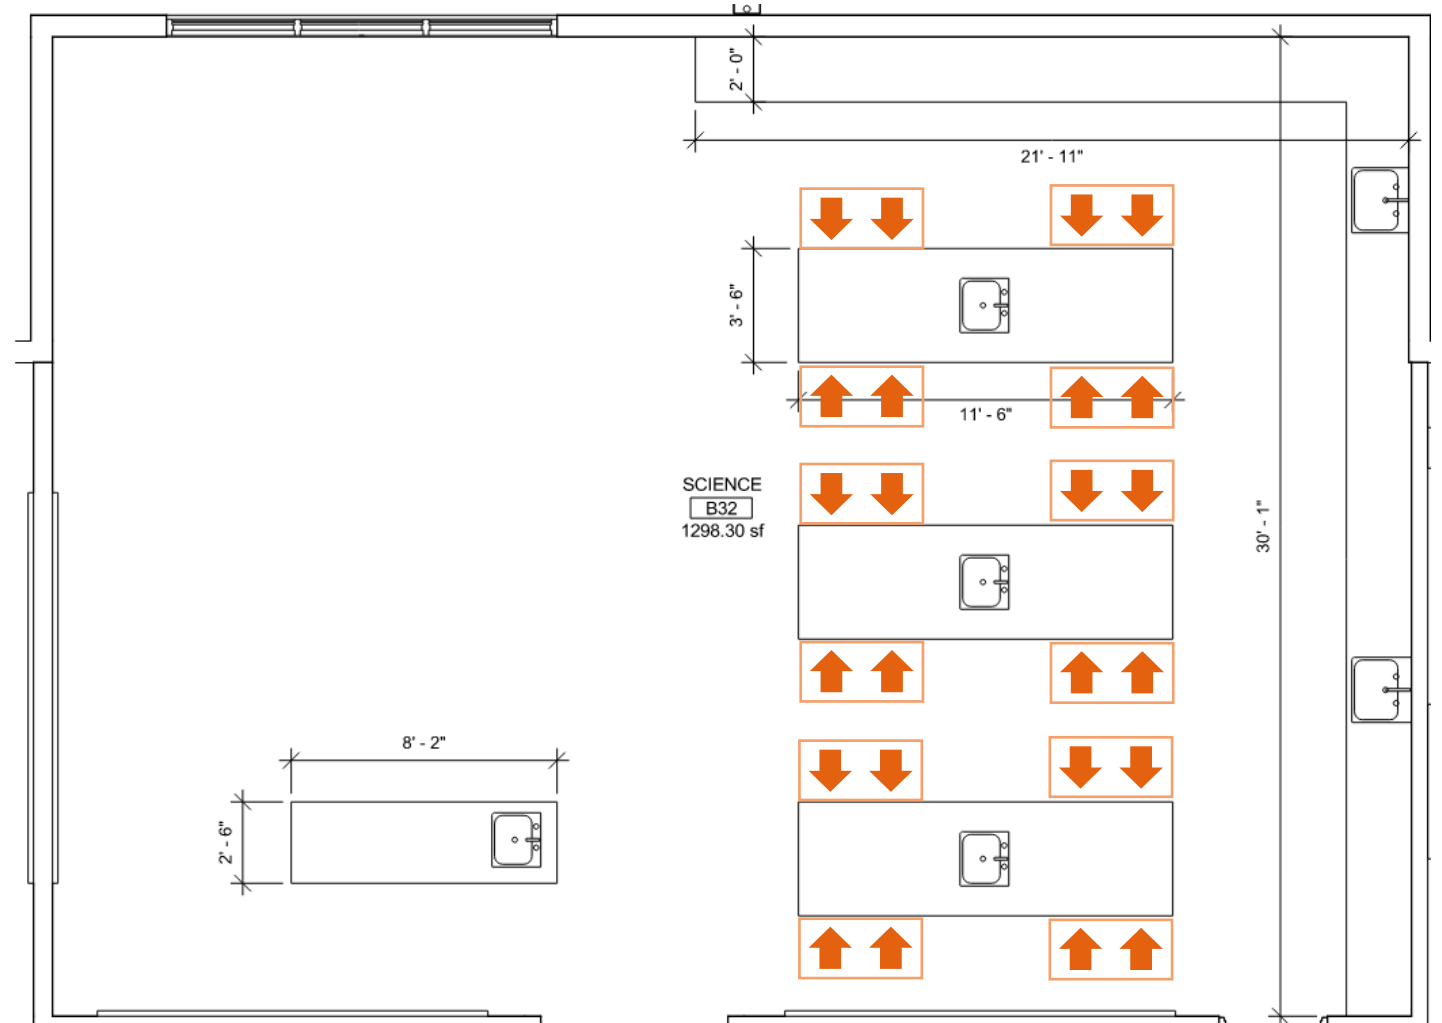 2' - 0"
21' - 11"
3' - 6"
11' - 6"
SCIENCE
B32
1298.30 sf
30' - 1"
8' - 2"
2' - 6"